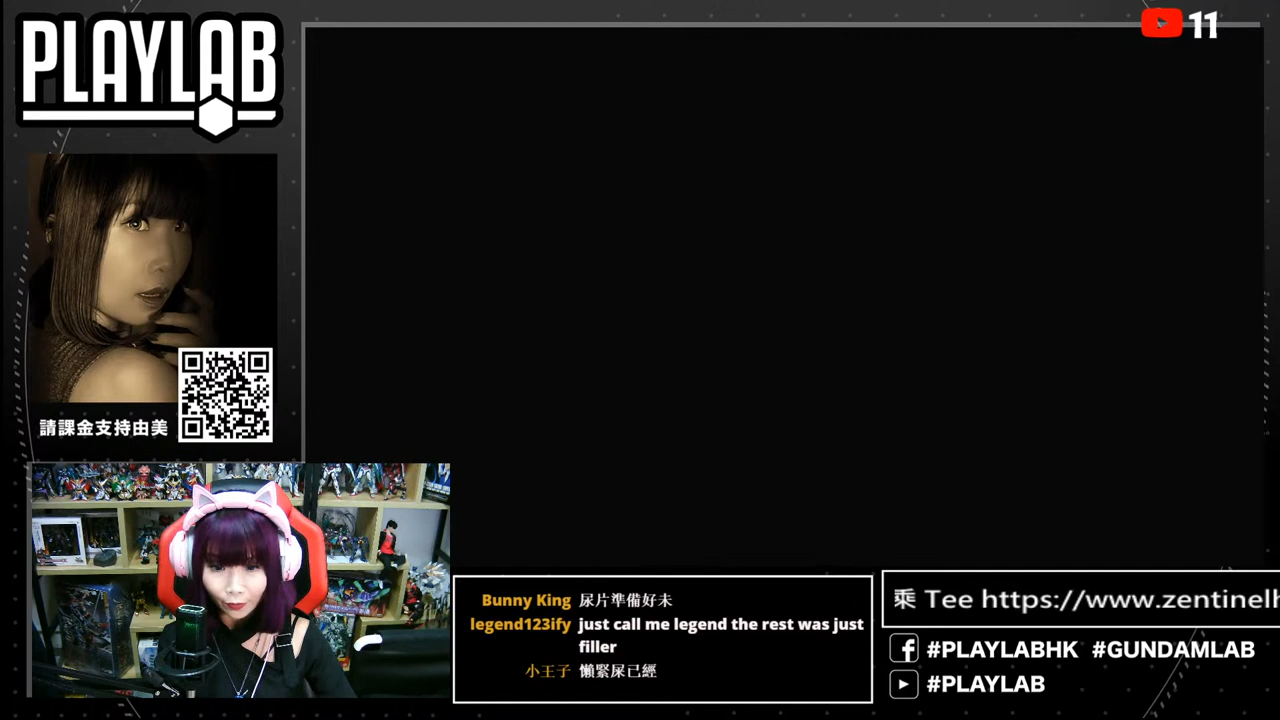 11
PLAYLAB
請課金支持由美
Bunny King 尿片準備好未
legend123ify just call me legend the rest was just
filler
小王子 懶緊尿已經
乘 Tee https://www.zentinelh
#PLAYLABHK #GUNDAMLAB
#PLAYLAB